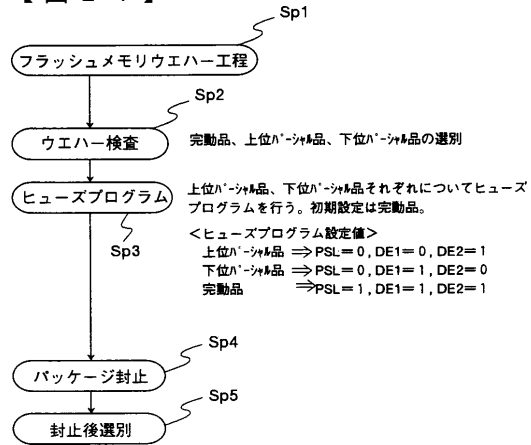 Sp1
フラッシュメモリウエハー工程
Sp2
ウエハー検査
完動品、上位ﾊﾟｰｼｬﾙ品、下位ﾊﾟｰｼｬﾙ品の選別
ヒューズプログラム
Sp3
上位ﾊﾟｰｼｬﾙ品、下位ﾊﾟｰｼｬﾙ品それぞれについてヒューズ
プログラムを行う。初期設定は完動品。
＜ヒューズプログラム設定値＞
上位ﾊﾟｰｼｬﾙ品 ⇒PSL＝0，DE1＝0，DE2＝1
下位ﾊﾟｰｼｬﾙ品 ⇒PSL＝0，DE1＝1，DE2＝0
完動品 ⇒PSL＝1，DE1＝1，DE2＝1
Sp4
パッケージ封止
Sp5
封止後選別